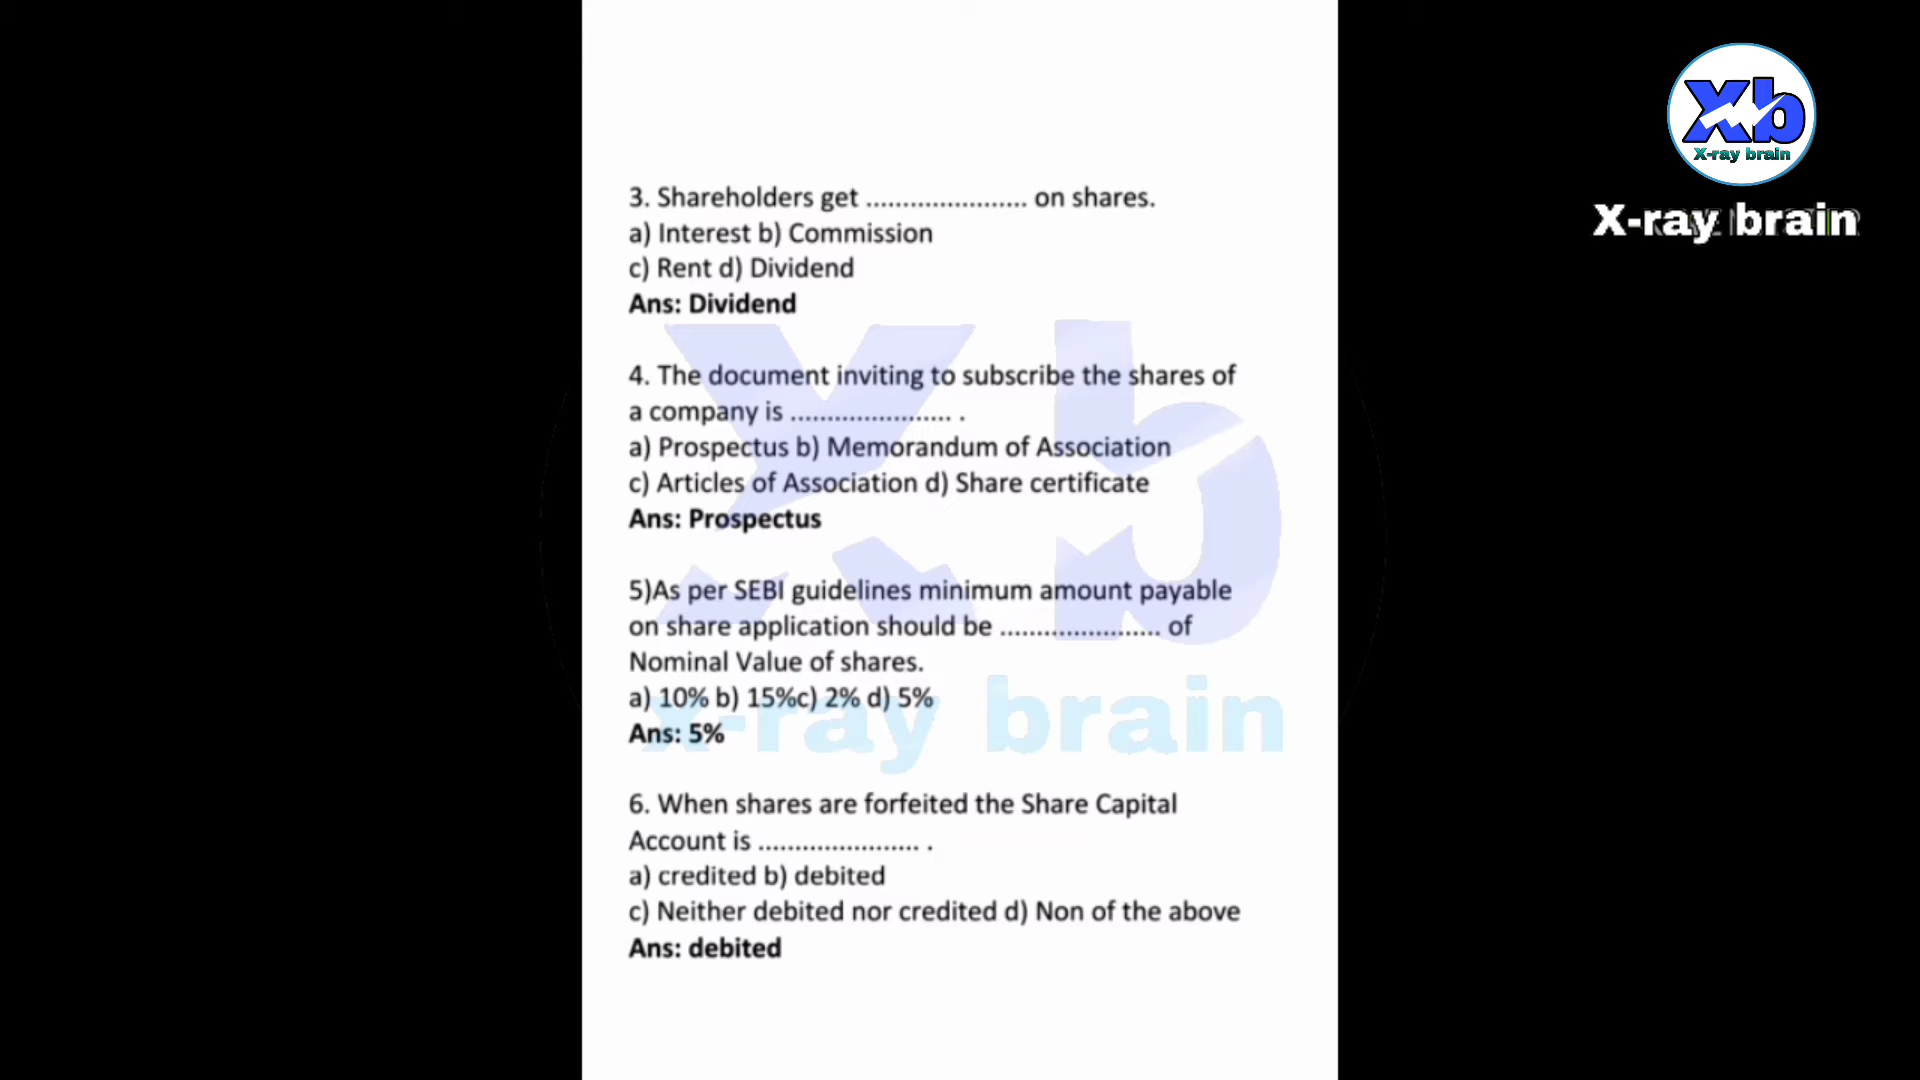 Xb
X-ray brain
X-ray brain
3. Shareholders get ...................... on shares.
a) Interest b) Commission
c) Rent d) Dividend
Ans: Dividend
4. The document inviting to subscribe the shares of
a company is ...................... .
a) Prospectus b) Memorandum of Association
c) Articles of Association d) Share certificate
Ans: Prospectus
5)As per SEBI guidelines minimum amount payable
on share application should be ...................... of
Nominal Value of shares.
a) 10% b) 15%c) 2% d) 5%
Ans: 5%
6. When shares are forfeited the Share Capital
Account is ...................... .
a) credited b) debited
c) Neither debited nor credited d) Non of the above
Ans: debited
Xb
x-ray brain